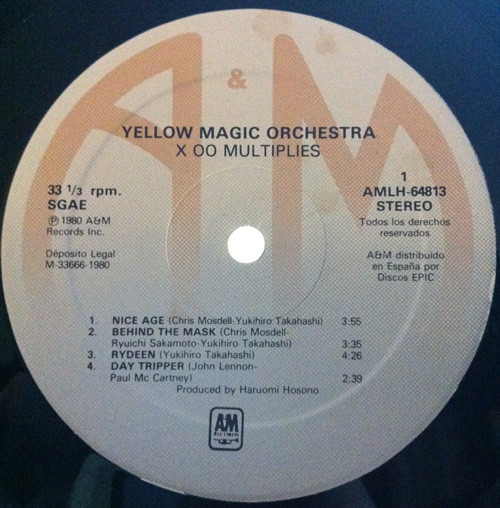 A & M
YELLOW MAGIC ORCHESTRA
X OO MULTIPLIES
33 1/3 rpm.
SGAE
Ⓟ 1980 A&M
Records Inc.
Déposito Legal
M-33666-1980
1
AMLH-64813
STEREO
Todos los derechos
reservados
A&M distribuido
en España por
Discos EPIC
1. NICE AGE (Chris Mosdell-Yukihiro Takahashi) 3:55
2. BEHIND THE MASK (Chris Mosdell-
Ryuichi Sakamoto-Yukihiro Takahashi) 3:35
3. RYDEEN (Yukihiro Takahashi) 4:26
4. DAY TRIPPER (John Lennon-
Paul Mc Cartney) 2:39
Produced by Haruomi Hosono
AM